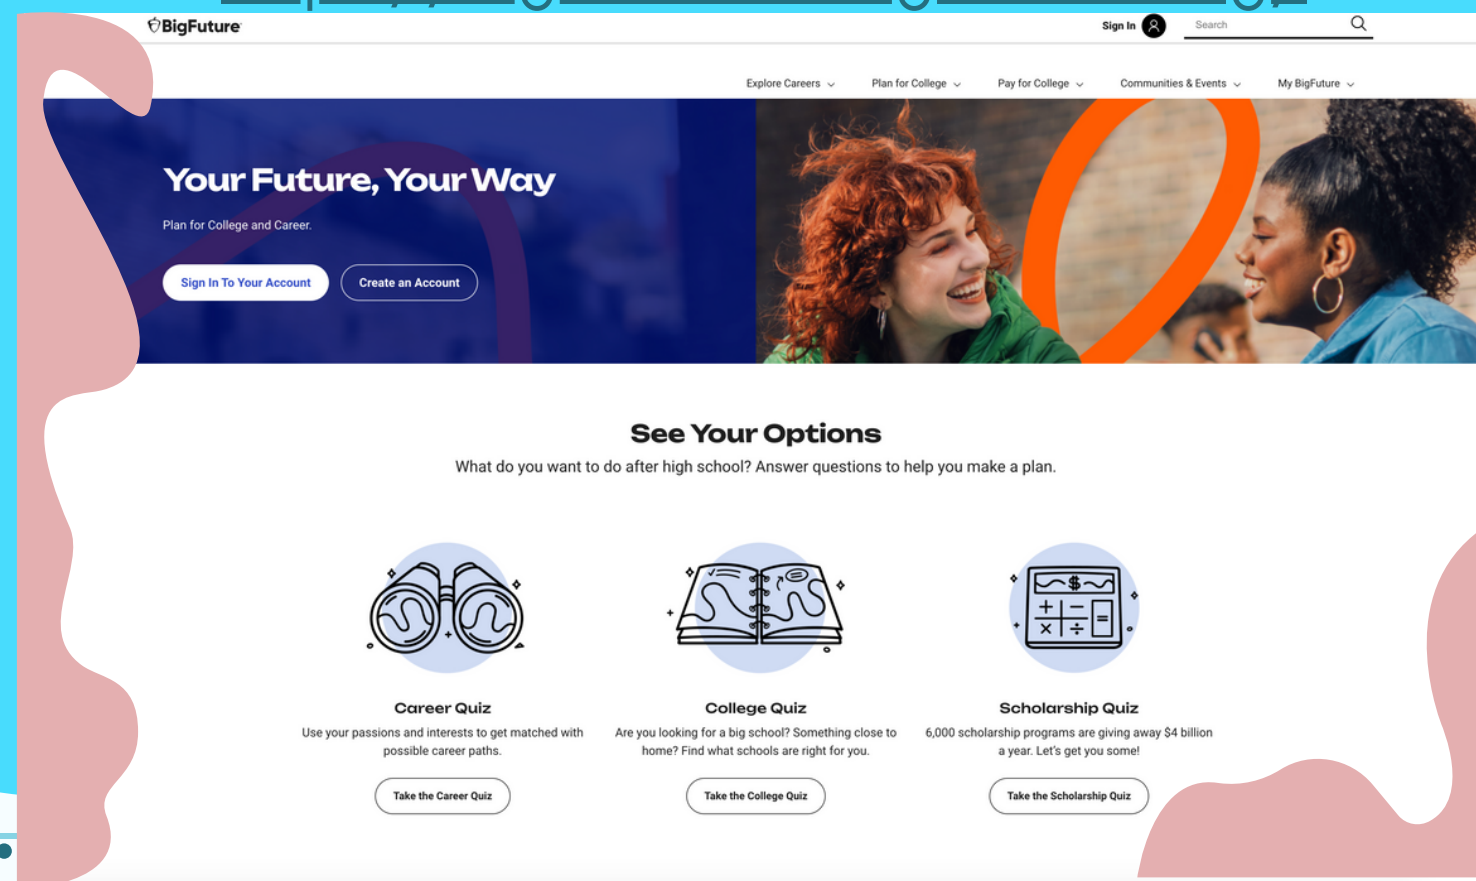 BigFuture
Sign In
Search
Explore Careers
Plan for College
Pay for College
Communities & Events
My BigFuture
Your Future, Your Way
Plan for College and Career.
Sign In To Your Account
Create an Account
See Your Options
What do you want to do after high school? Answer questions to help you make a plan.
Career Quiz
Use your passions and interests to get matched with
possible career paths.
Take the Career Quiz
College Quiz
Are you looking for a big school? Something close to
home? Find what schools are right for you.
Take the College Quiz
Scholarship Quiz
6,000 scholarship programs are giving away $4 billion
a year. Let's get you some!
Take the Scholarship Quiz